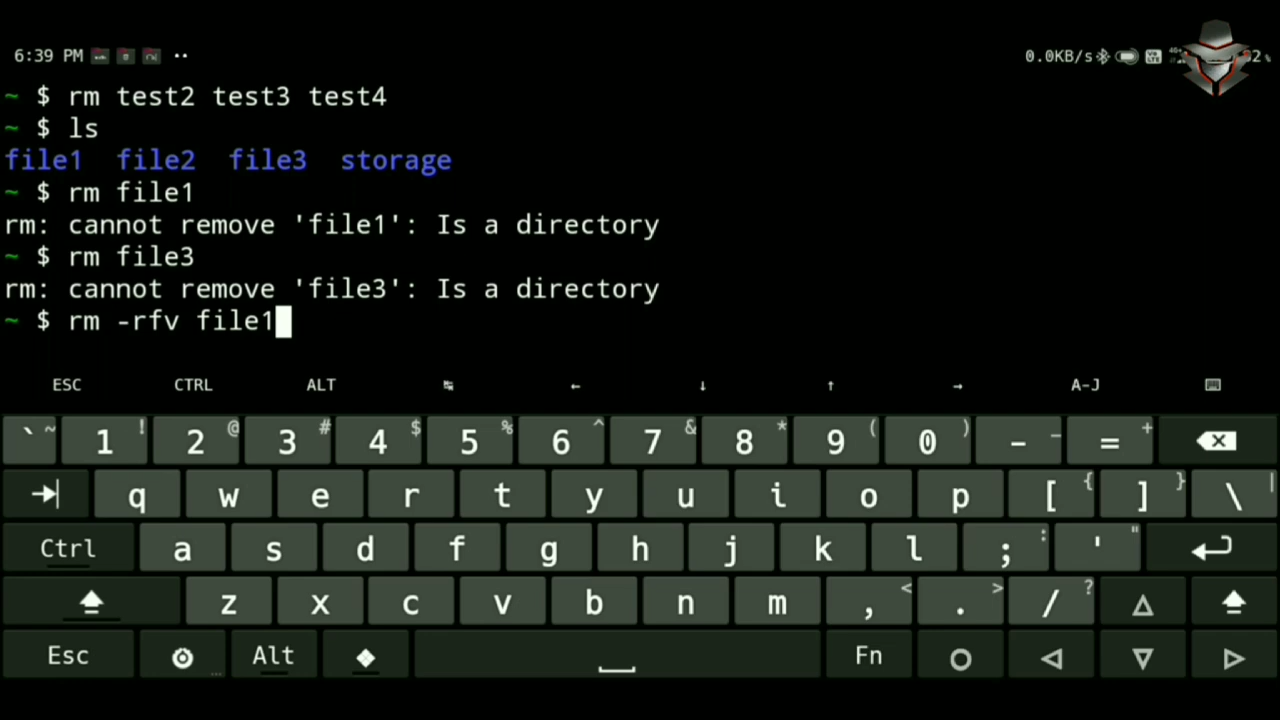 6:39 PM
0.0KB/s
~ $ rm test2 test3 test4
~ $ ls
file1 file2 file3 storage
~ $ rm file1
rm: cannot remove 'file1': Is a directory
~ $ rm file3
rm: cannot remove 'file3': Is a directory
~ $ rm -rfv file1
ESC CTRL ALT ↹ ← ↓ ↑ → A-J
` ~ 1 ! 2 @ 3 # 4 $ 5 % 6 ^ 7 & 8 * 9 ( 0 ) - _ = +
q w e r t y u i o p [ { ] } \ |
Ctrl a s d f g h j k l ; : ' "
z x c v b n m , < . > / ?
Esc Alt Fn